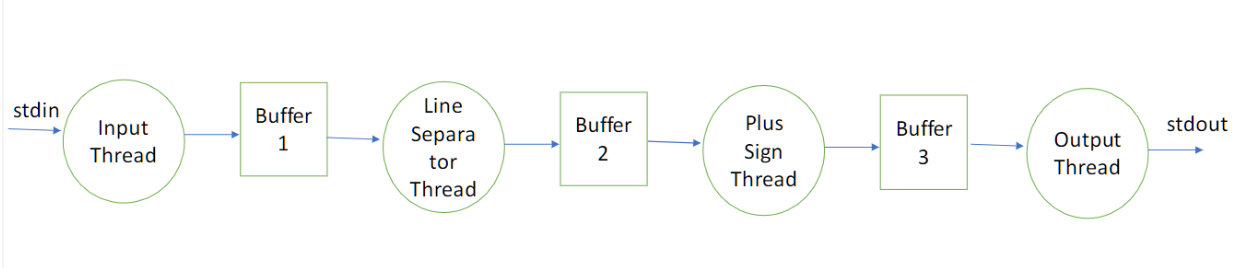 stdin
Input
Thread
Buffer
1
Line
Separa
tor
Thread
Buffer
2
Plus
Sign
Thread
Buffer
3
Output
Thread
stdout